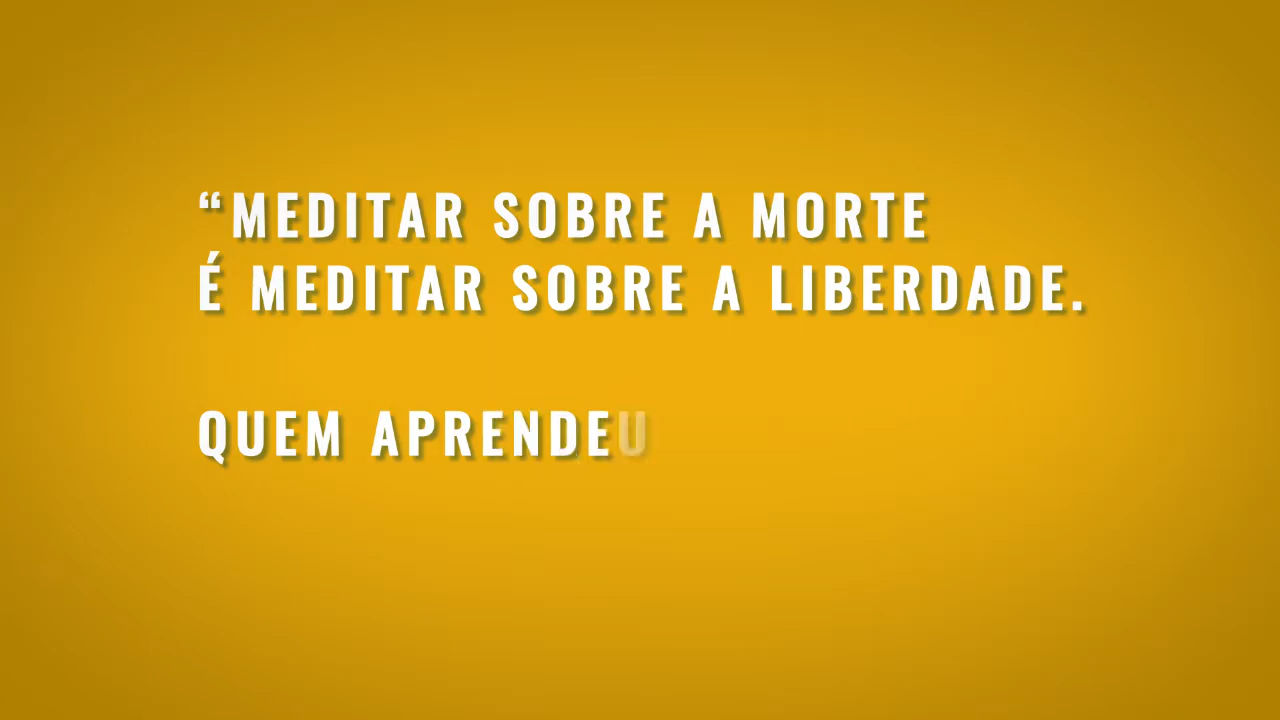 “MEDITAR SOBRE A MORTE
É MEDITAR SOBRE A LIBERDADE.
QUEM APRENDEU